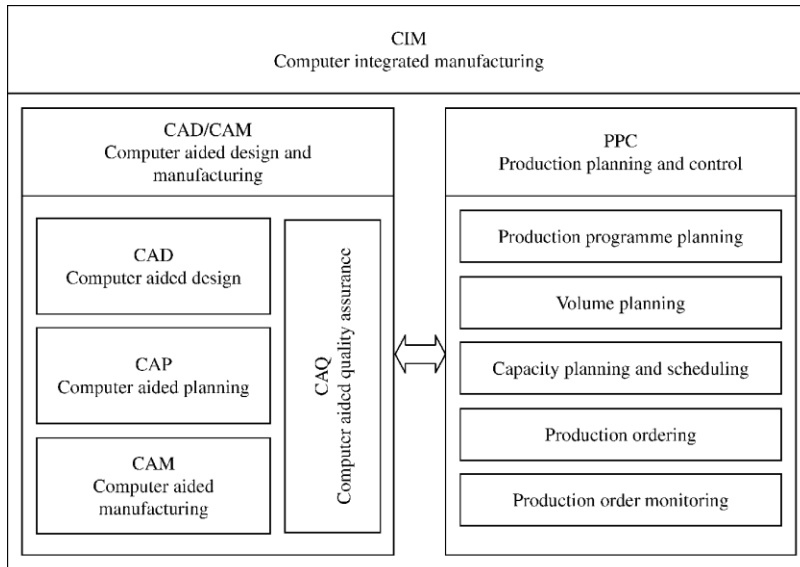 CIM
Computer integrated manufacturing
CAD/CAM
Computer aided design and
manufacturing
CAD
Computer aided design
CAP
Computer aided planning
CAM
Computer aided
manufacturing
CAQ
Computer aided quality assurance
PPC
Production planning and control
Production programme planning
Volume planning
Capacity planning and scheduling
Production ordering
Production order monitoring